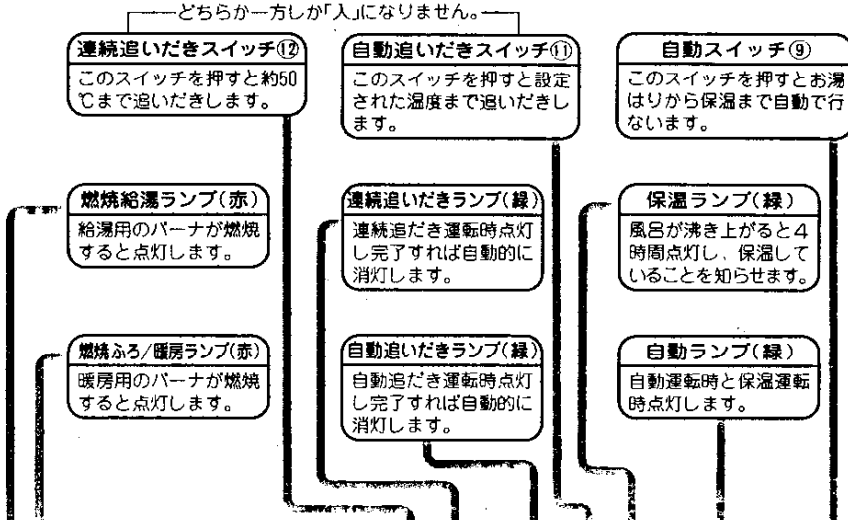 どちらか一方しか「入」になりません。
連続追いだきスイッチ⑫
このスイッチを押すと約50
℃まで追いだきします。
自動追いだきスイッチ⑪
このスイッチを押すと設定
された温度まで追いだきし
ます。
自動スイッチ⑨
このスイッチを押すとお湯
はりから保温まで自動で行
ないます。
燃焼給湯ランプ(赤)
給湯用のバーナが燃焼
すると点灯します。
連続追いだきランプ(緑)
連続追だき運転時点灯
し完了すれば自動的に
消灯します。
保温ランプ(緑)
風呂が沸き上がると4
時間点灯し、保温して
いることを知らせます。
燃焼ふろ/暖房ランプ(赤)
暖房用のバーナが燃焼
すると点灯します。
自動追いだきランプ(緑)
自動追だき運転時点灯
し完了すれば自動的に
消灯します。
自動ランプ(緑)
自動運転時と保温運転
時点灯します。